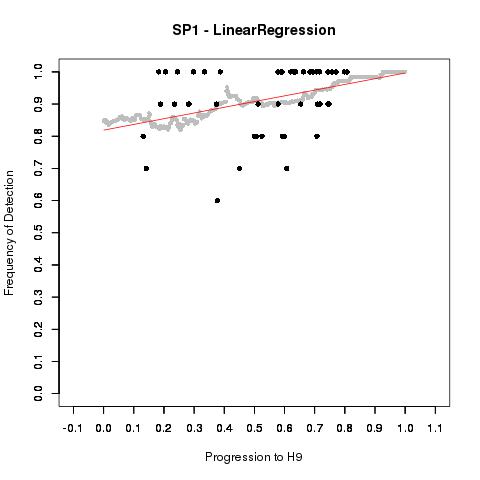 SP1 - LinearRegression
1.0
0.9
0.8
0.7
0.6
0.5
0.4
0.3
0.2
0.1
0.0
Frequency of Detection
-0.1 0.0 0.1 0.2 0.3 0.4 0.5 0.6 0.7 0.8 0.9 1.0 1.1
Progression to H9